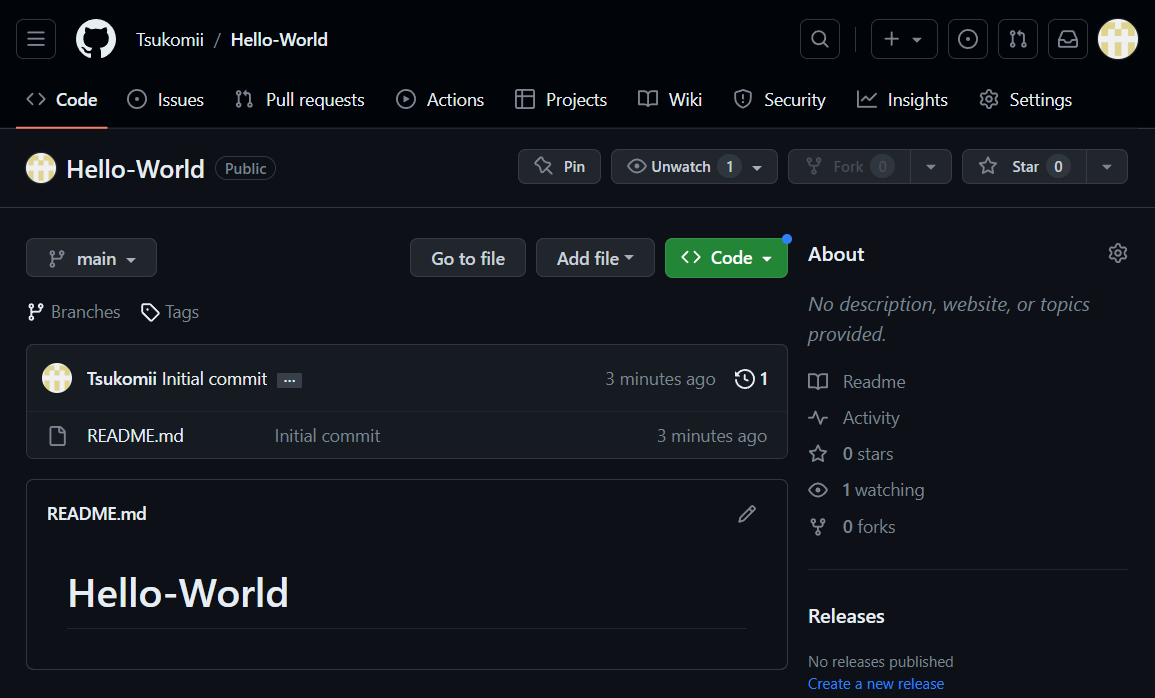 Tsukomii / Hello-World
Code Issues Pull requests Actions Projects Wiki Security Insights Settings
Hello-World Public Pin Unwatch 1 Fork 0 Star 0
main Go to file Add file Code
Branches Tags
Tsukomii Initial commit ... 3 minutes ago 1
README.md Initial commit 3 minutes ago
README.md
Hello-World
About
No description, website, or topics
provided.
Readme
Activity
0 stars
1 watching
0 forks
Releases
No releases published
Create a new release